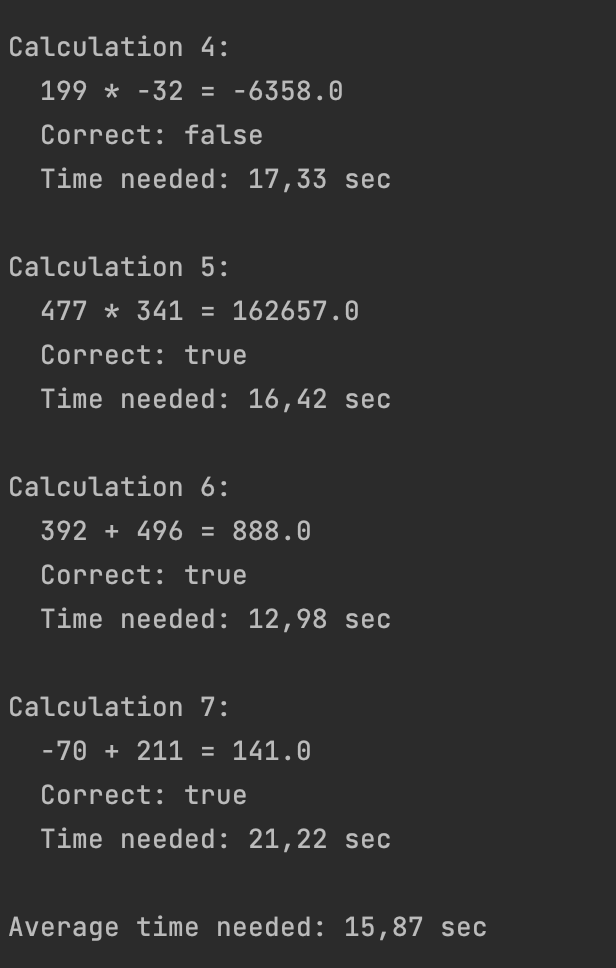 Calculation 4:
199 * -32 = -6358.0
Correct: false
Time needed: 17,33 sec
Calculation 5:
477 * 341 = 162657.0
Correct: true
Time needed: 16,42 sec
Calculation 6:
392 + 496 = 888.0
Correct: true
Time needed: 12,98 sec
Calculation 7:
-70 + 211 = 141.0
Correct: true
Time needed: 21,22 sec
Average time needed: 15,87 sec